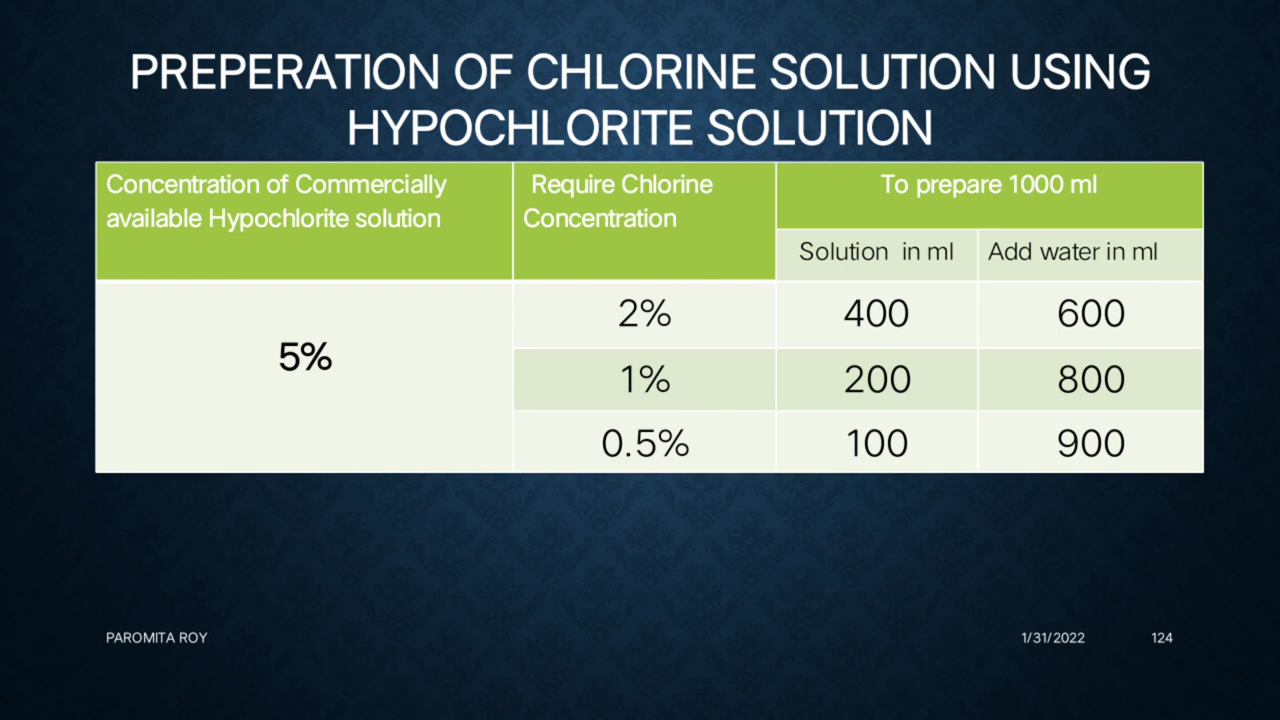 PREPERATION OF CHLORINE SOLUTION USING
HYPOCHLORITE SOLUTION
Concentration of Commercially
available Hypochlorite solution
Require Chlorine
Concentration
To prepare 1000 ml
Solution in ml
Add water in ml
5%
2%
400
600
1%
200
800
0.5%
100
900
PAROMITA ROY
1/31/2022
124